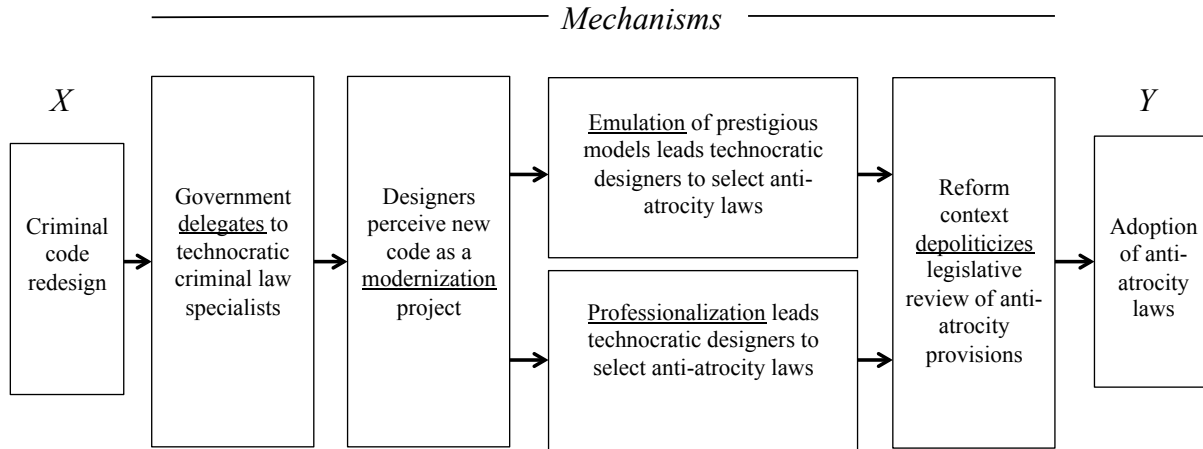 Mechanisms
X
Criminal
code
redesign
Government
delegates to
technocratic
criminal law
specialists
Designers
perceive new
code as a
modernization
project
Emulation of prestigious
models leads technocratic
designers to select anti-
atrocity laws
Professionalization leads
technocratic designers to
select anti-atrocity laws
Reform
context
depoliticizes
legislative
review of anti-
atrocity
provisions
Y
Adoption
of anti-
atrocity
laws